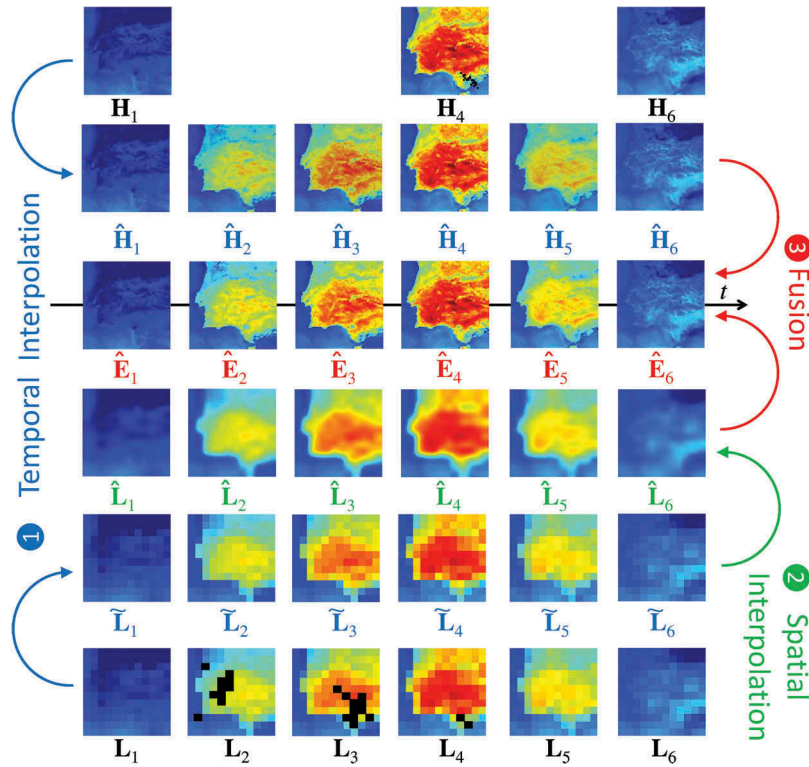 H₁ H₄ H₆
Ĥ₁ Ĥ₂ Ĥ₃ Ĥ₄ Ĥ₅ Ĥ₆
t
Ê₁ Ê₂ Ê₃ Ê₄ Ê₅ Ê₆
L̂₁ L̂₂ L̂₃ L̂₄ L̂₅ L̂₆
L̃₁ L̃₂ L̃₃ L̃₄ L̃₅ L̃₆
L₁ L₂ L₃ L₄ L₅ L₆
1 Temporal Interpolation
2 Spatial
Interpolation
3 Fusion